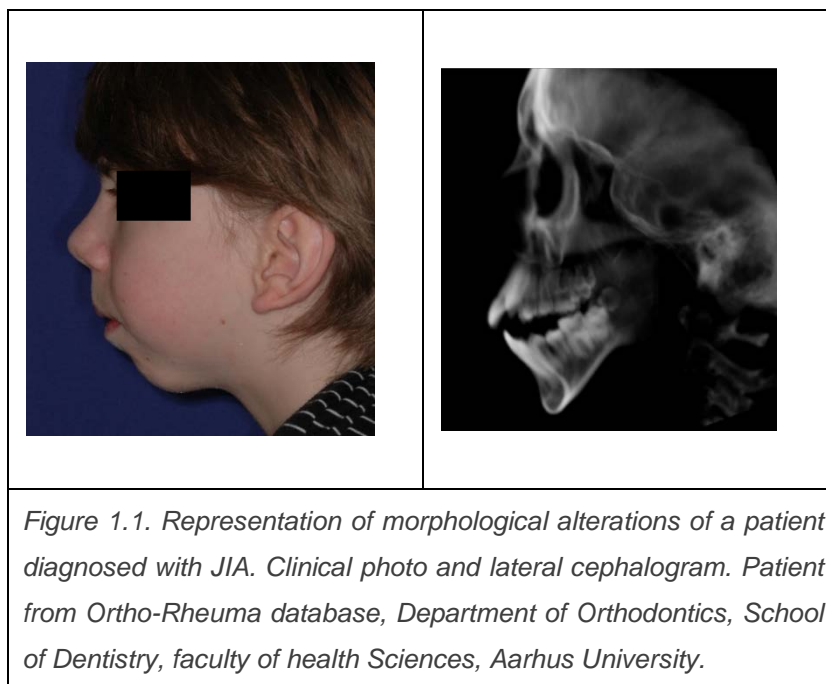 Figure 1.1. Representation of morphological alterations of a patient
diagnosed with JIA. Clinical photo and lateral cephalogram. Patient
from Ortho-Rheuma database, Department of Orthodontics, School
of Dentistry, faculty of health Sciences, Aarhus University.